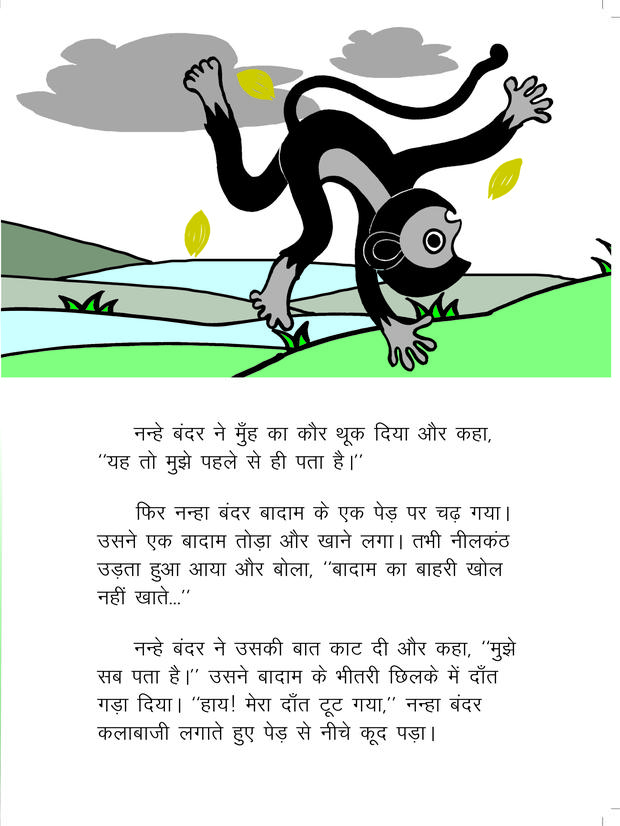 नन्हे बंदर ने मुँह का कौर थूक दिया और कहा,
‘‘यह तो मुझे पहले से ही पता है।’’
फिर नन्हा बंदर बादाम के एक पेड़ पर चढ़ गया।
उसने एक बादाम तोड़ा और खाने लगा। तभी नीलकंठ
उड़ता हुआ आया और बोला, ‘‘बादाम का बाहरी खोल
नहीं खाते...’’
नन्हे बंदर ने उसकी बात काट दी और कहा, ‘‘मुझे
सब पता है।’’ उसने बादाम के भीतरी छिलके में दाँत
गड़ा दिया। ‘‘हाय! मेरा दाँत टूट गया,’’ नन्हा बंदर
कलाबाजी लगाते हुए पेड़ से नीचे कूद पड़ा।